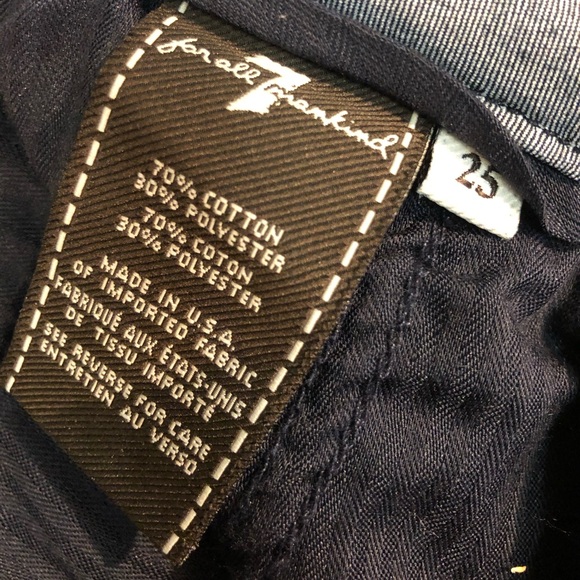 7
for all mankind
70% COTTON
30% POLYESTER
70% COTON
30% POLYESTER
MADE IN U.S.A.
OF IMPORTED FABRIC
FABRIQUÉ AUX ÉTATS-UNIS
DE TISSU IMPORTÉ
SEE REVERSE FOR CARE
ENTRETIEN AU VERSO
25